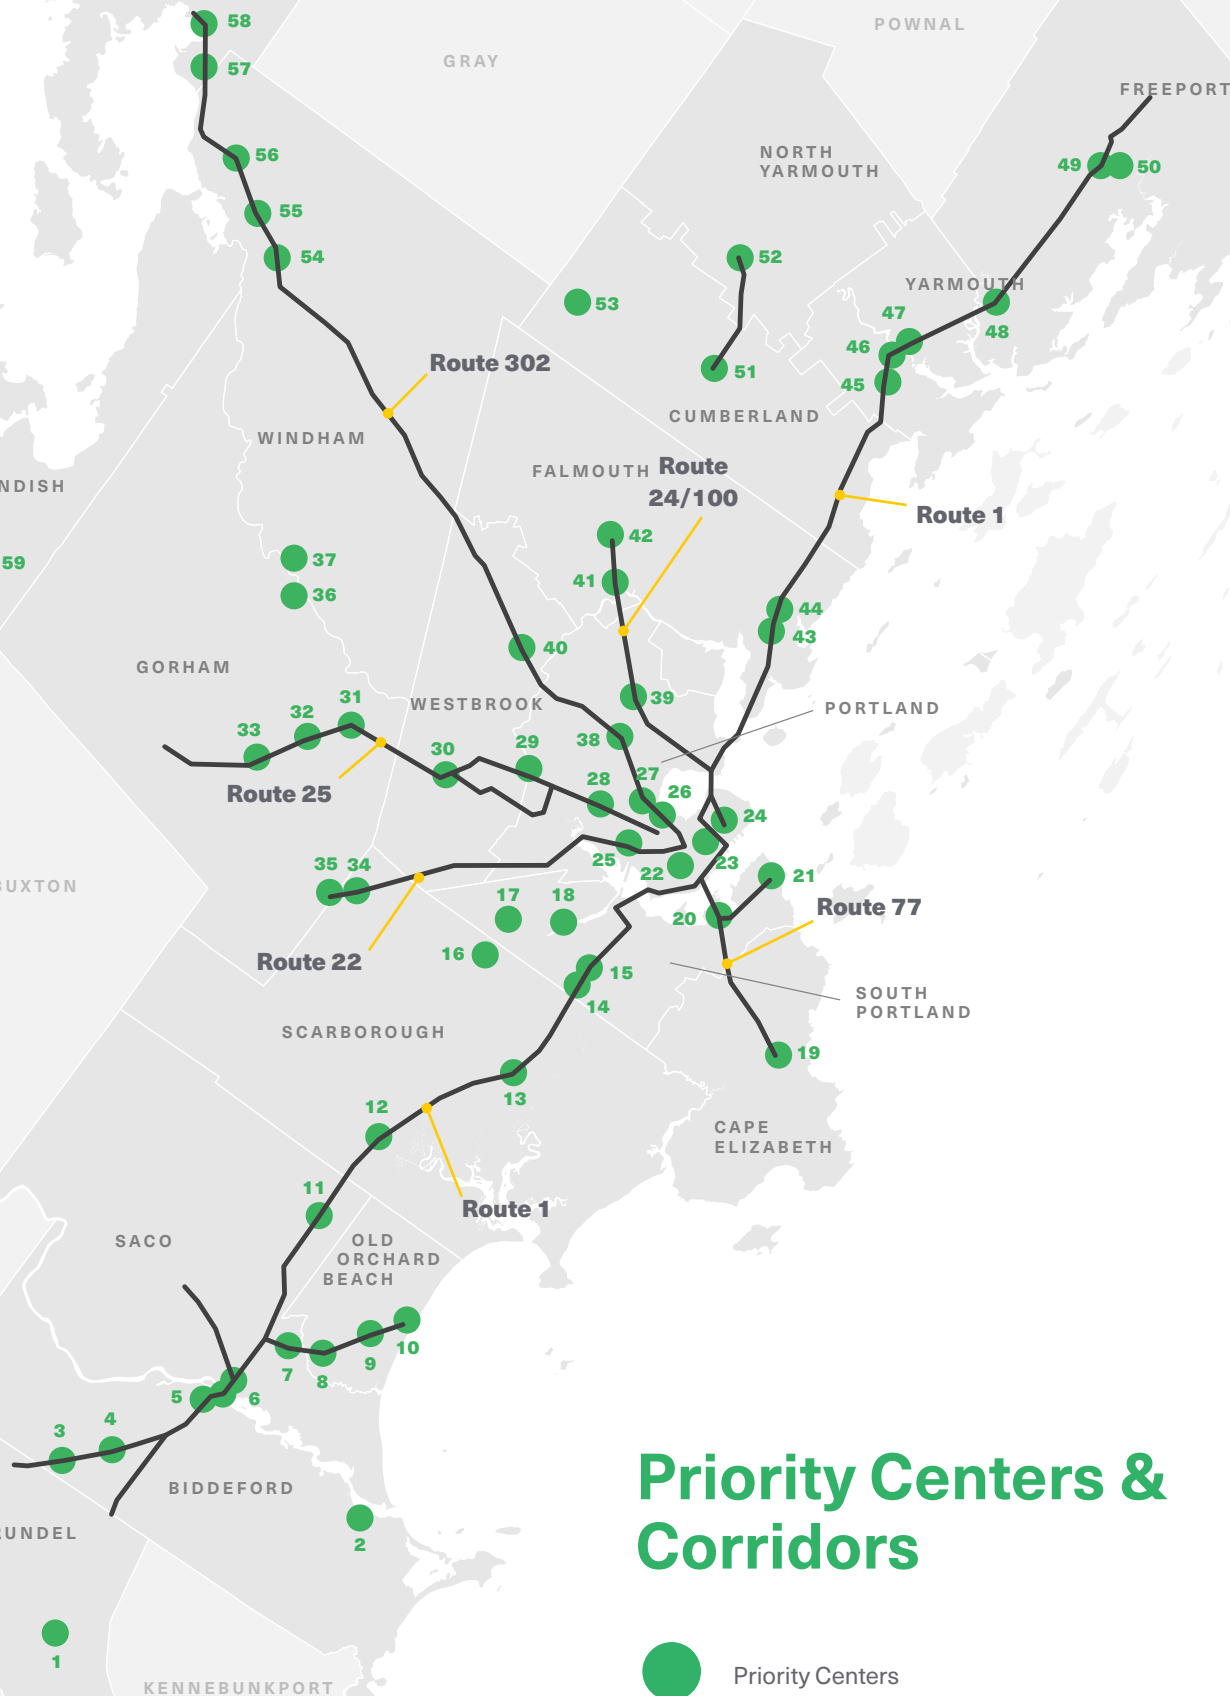 58
POWNAL
GRAY
57
FREEPORT
NORTH
YARMOUTH
56
49
50
55
54
52
53
YARMOUTH
47
48
46
45
51
Route 302
CUMBERLAND
WINDHAM
FALMOUTH
Route
24/100
NDISH
Route 1
59
42
37
41
36
44
43
40
GORHAM
31
WESTBROOK
39
PORTLAND
32
33
38
29
30
27
28
26
Route 25
24
25
23
22
35
34
21
BUXTON
17
18
20
Route 77
16
Route 22
15
14
SOUTH
PORTLAND
SCARBOROUGH
19
13
12
CAPE
ELIZABETH
11
Route 1
SACO
OLD
ORCHARD
BEACH
10
9
7
8
5
6
4
3
BIDDEFORD
Priority Centers &
Corridors
RUNDEL
2
1
KENNEBUNKPORT
Priority Centers